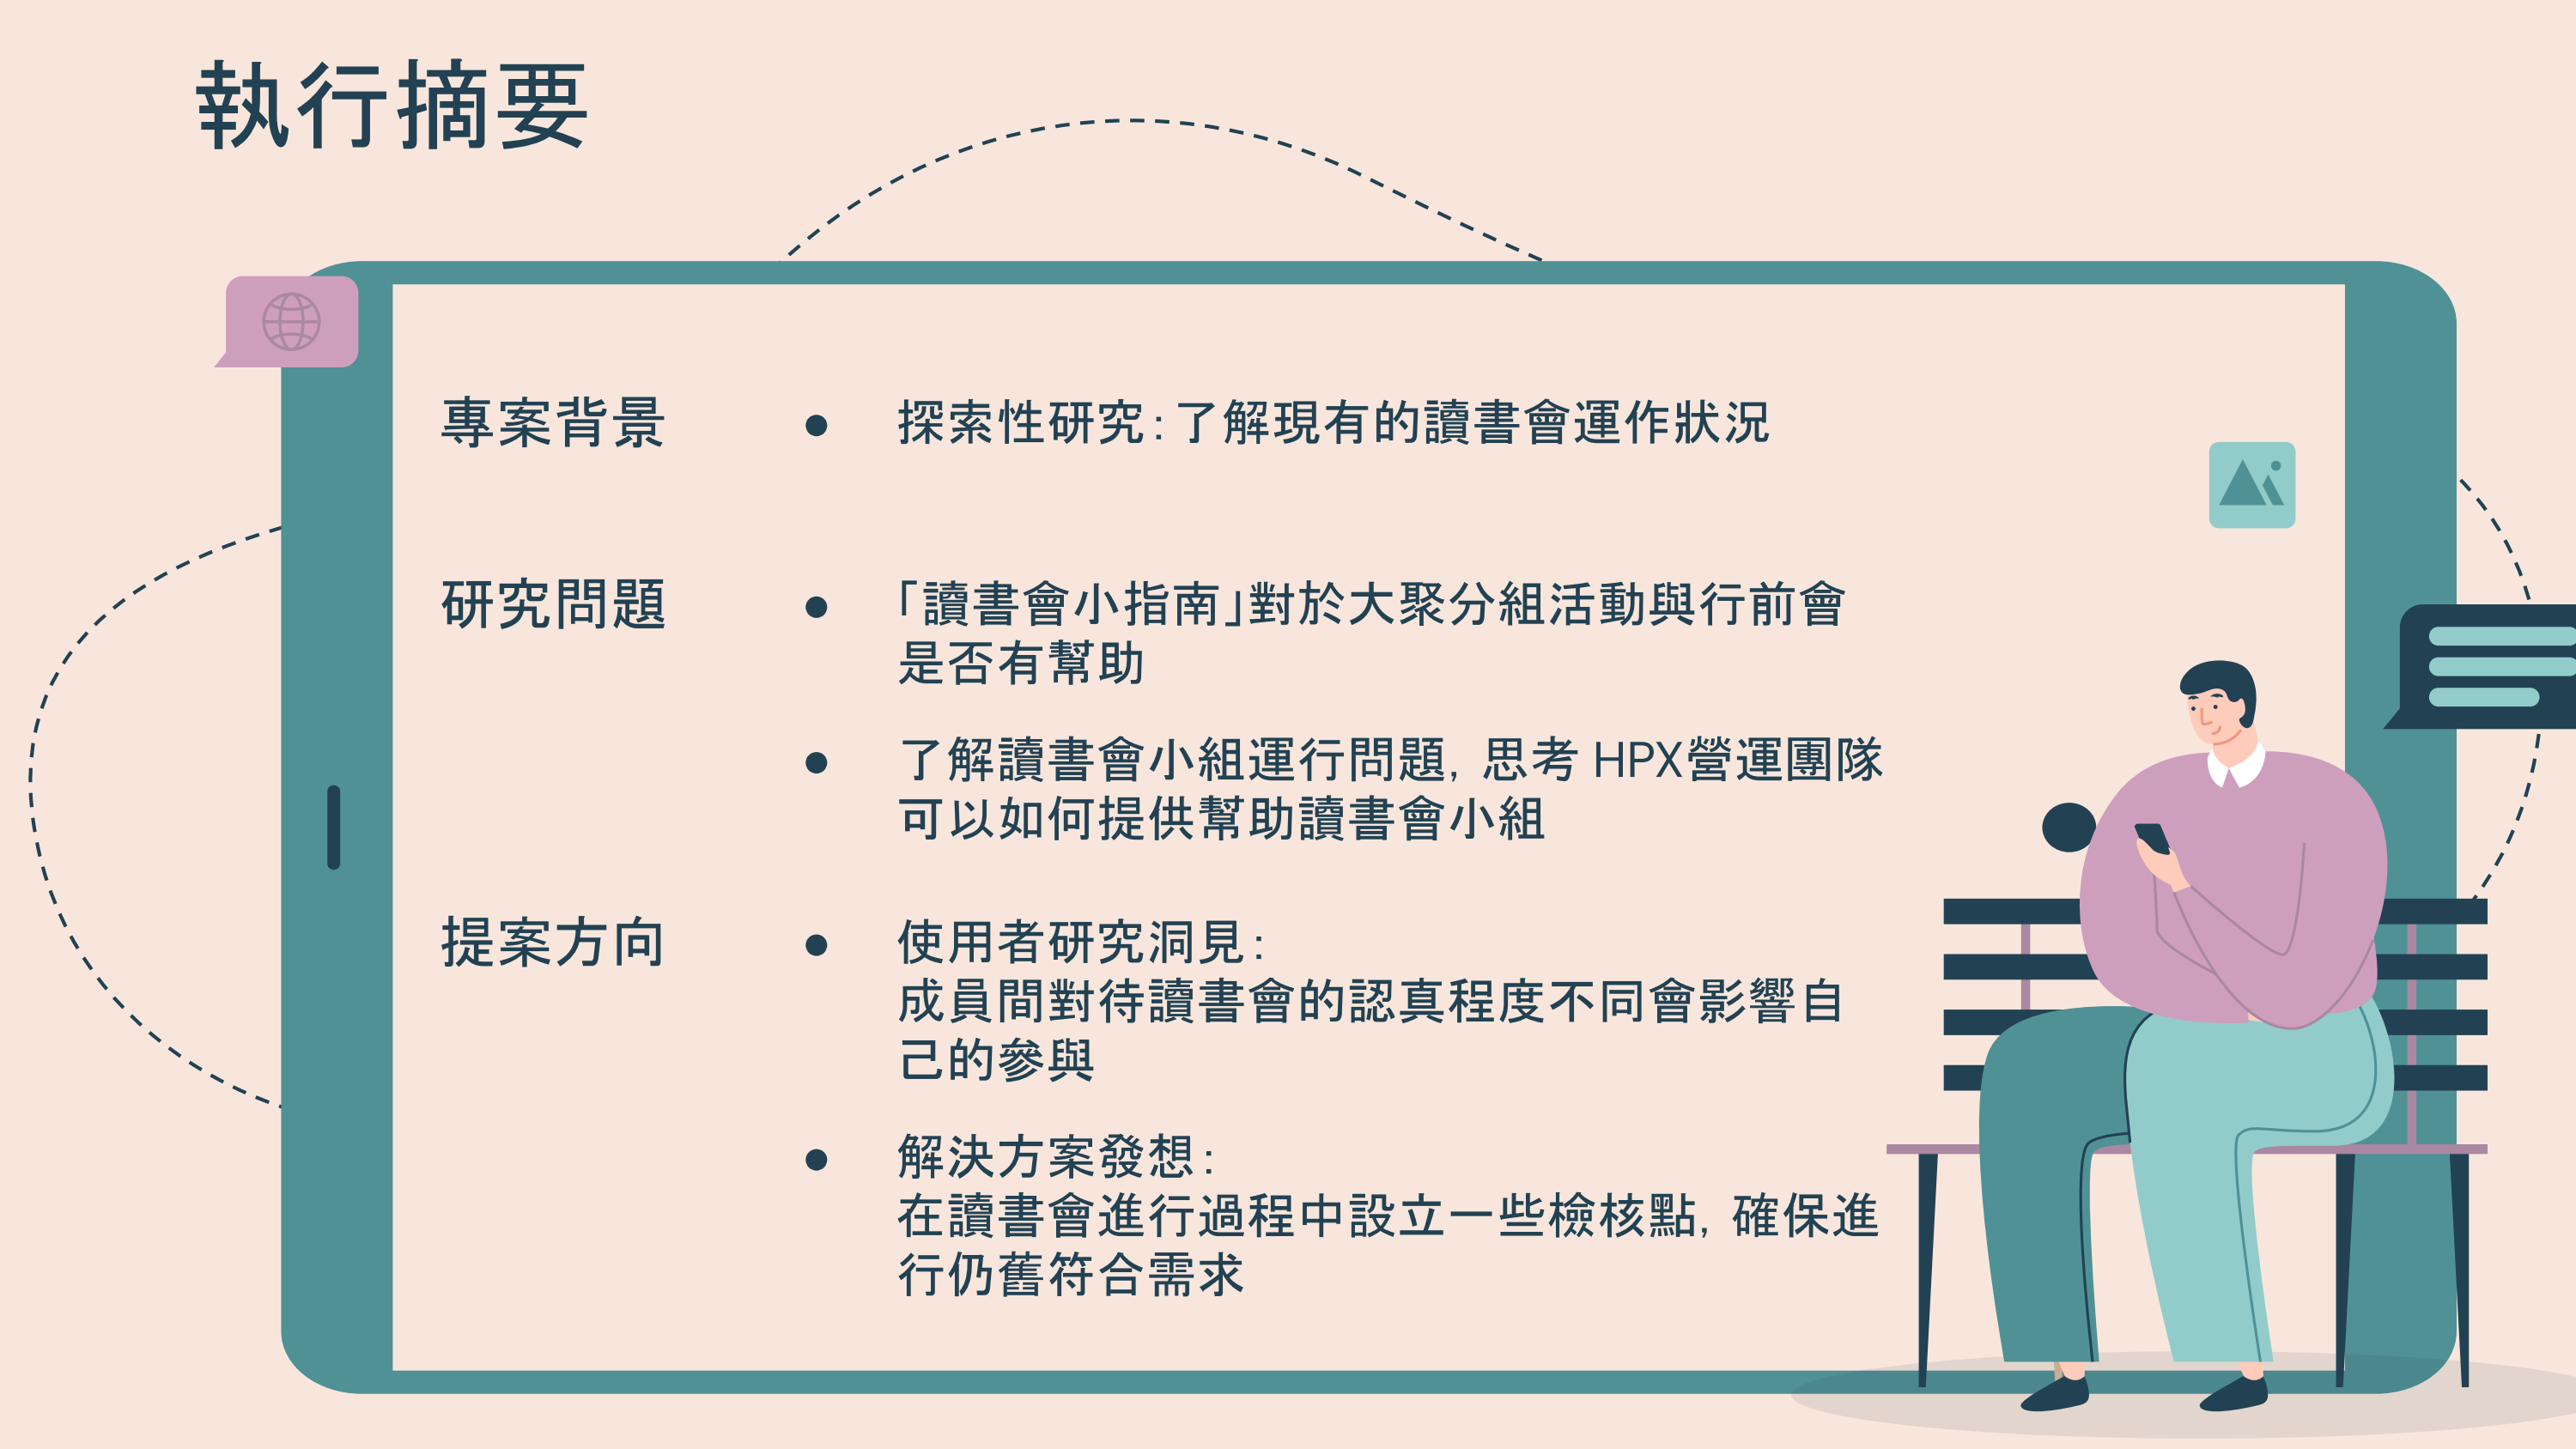 執行摘要
專案背景
● 探索性研究：了解現有的讀書會運作狀況
研究問題
● 「讀書會小指南」對於大聚分組活動與行前會
是否有幫助
● 了解讀書會小組運行問題，思考 HPX營運團隊
可以如何提供幫助讀書會小組
提案方向
● 使用者研究洞見：
成員間對待讀書會的認真程度不同會影響自
己的參與
● 解決方案發想：
在讀書會進行過程中設立一些檢核點，確保進
行仍舊符合需求